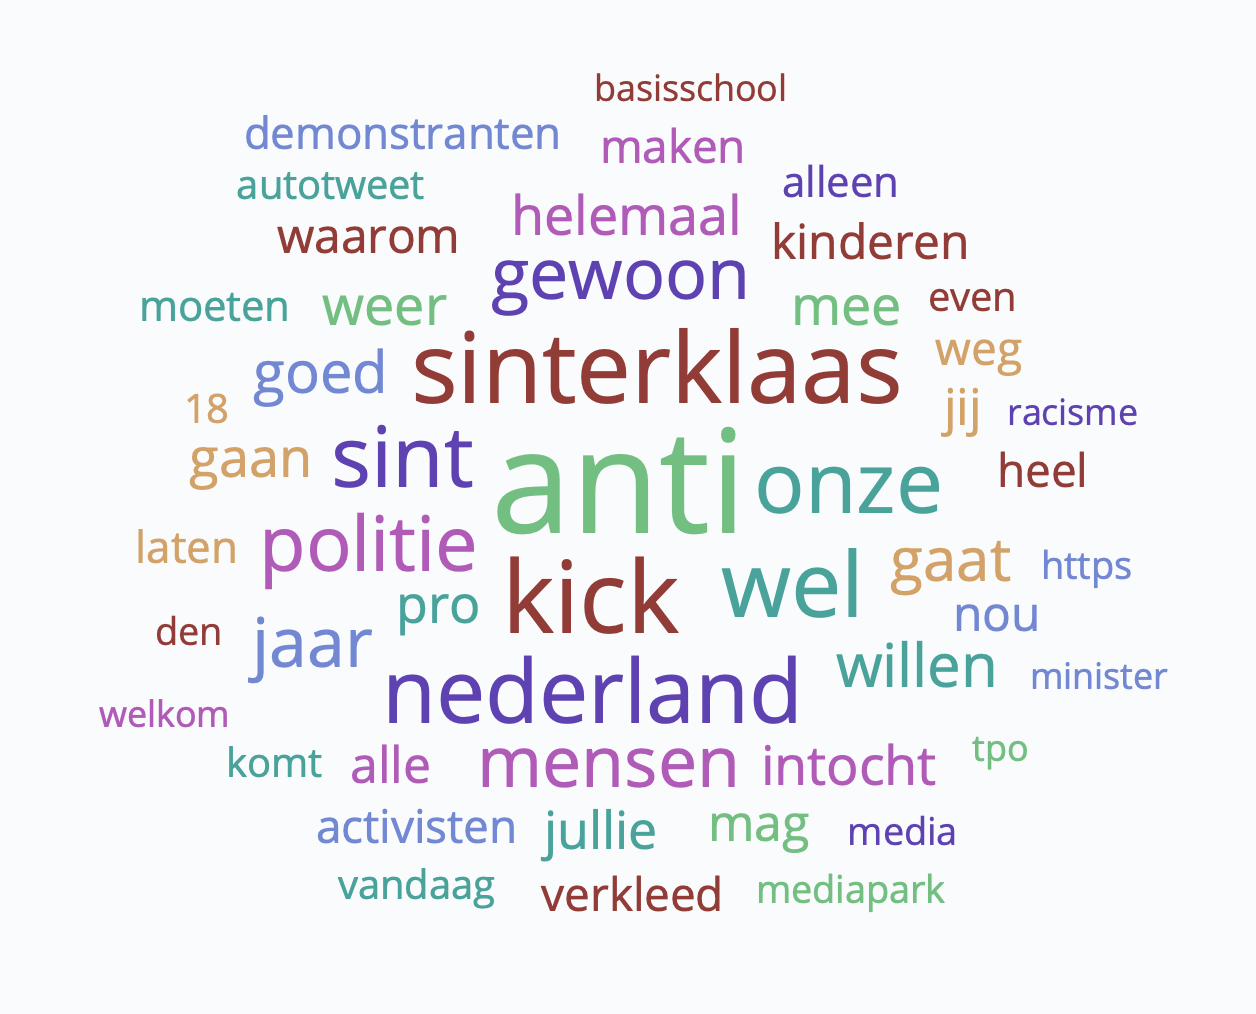 basisschool
demonstranten maken
autotweet alleen
waarom helemaal kinderen
gewoon
moeten weer mee even
goed sinterklaas weg
18 jij racisme
gaan sint anti onze heel
laten politie gaat https
pro kick wel nou
den jaar willen minister
welkom nederland
komt alle mensen intocht tpo
activisten jullie mag media
vandaag verkleed mediapark